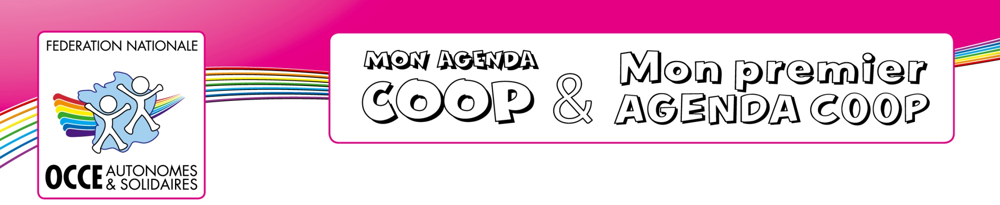 FEDERATION NATIONALE
OCCE AUTONOMES
& SOLIDAIRES
MON AGENDA
COOP
&
Mon premier
AGENDA COOP